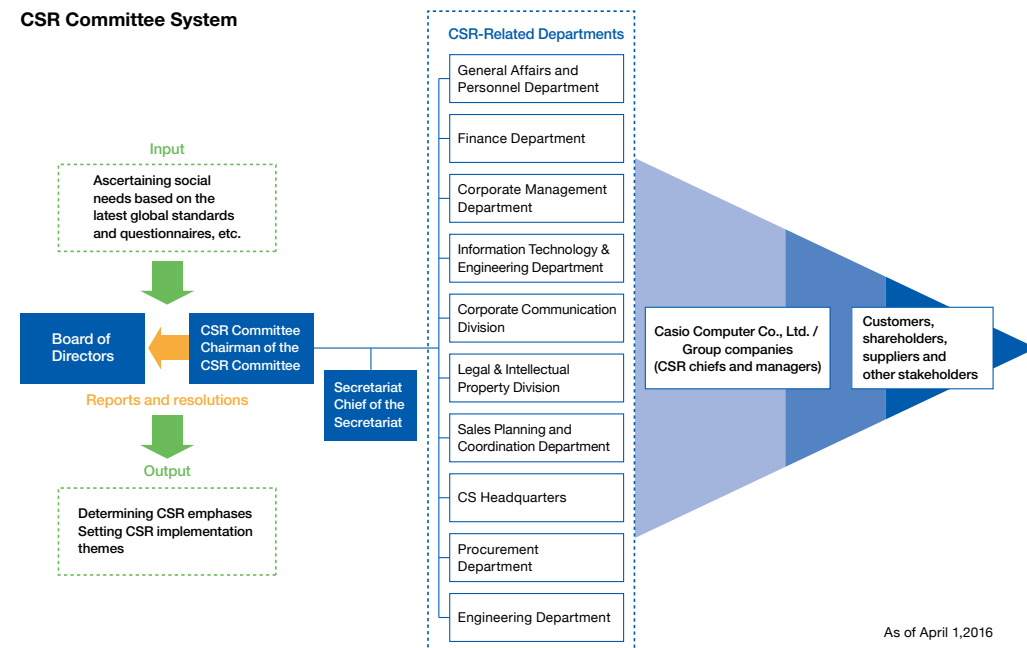 CSR Committee System
Input
Ascertaining social
needs based on the
latest global standards
and questionnaires, etc.
Board of
Directors
CSR Committee
Chairman of the
CSR Committee
Reports and resolutions
Output
Determining CSR emphases
Setting CSR implementation
themes
Secretariat
Chief of the
Secretariat
CSR-Related Departments
General Affairs and
Personnel Department
Finance Department
Corporate Management
Department
Information Technology &
Engineering Department
Corporate Communication
Division
Legal & Intellectual
Property Division
Sales Planning and
Coordination Department
CS Headquarters
Procurement
Department
Engineering Department
Casio Computer Co., Ltd. /
Group companies
(CSR chiefs and managers)
Customers,
shareholders,
suppliers and
other stakeholders
As of April 1,2016